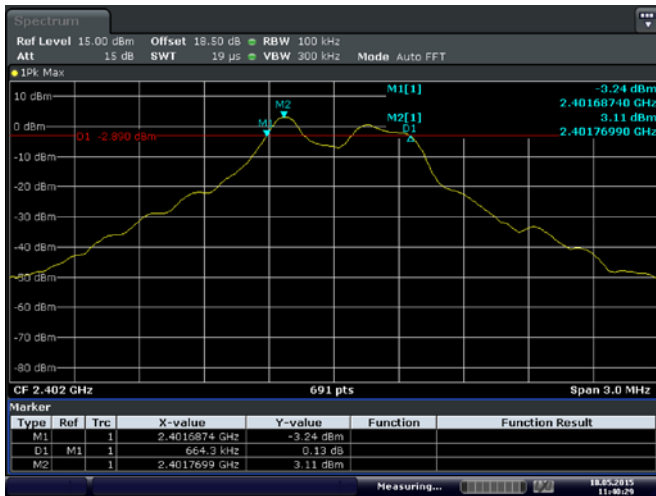 Spectrum
Ref Level 15.00 dBm Offset 18.50 dB RBW 100 kHz
Att 15 dB SWT 19 µs VBW 300 kHz Mode Auto FFT
1Pk Max
M1[1] -3.24 dBm
2.40168740 GHz
M2[1] 3.11 dBm
2.40176990 GHz
10 dBm
M2
0 dBm
M1
D1
D1 -2.890 dBm
-10 dBm
-20 dBm
-30 dBm
-40 dBm
-50 dBm
-60 dBm
-70 dBm
-80 dBm
CF 2.402 GHz 691 pts Span 3.0 MHz
Marker
Type Ref Trc X-value Y-value Function Function Result
M1 1 2.4016874 GHz -3.24 dBm
D1 M1 1 664.3 kHz 0.13 dB
M2 1 2.4017699 GHz 3.11 dBm
Measuring... 18.05.2015
11:40:29